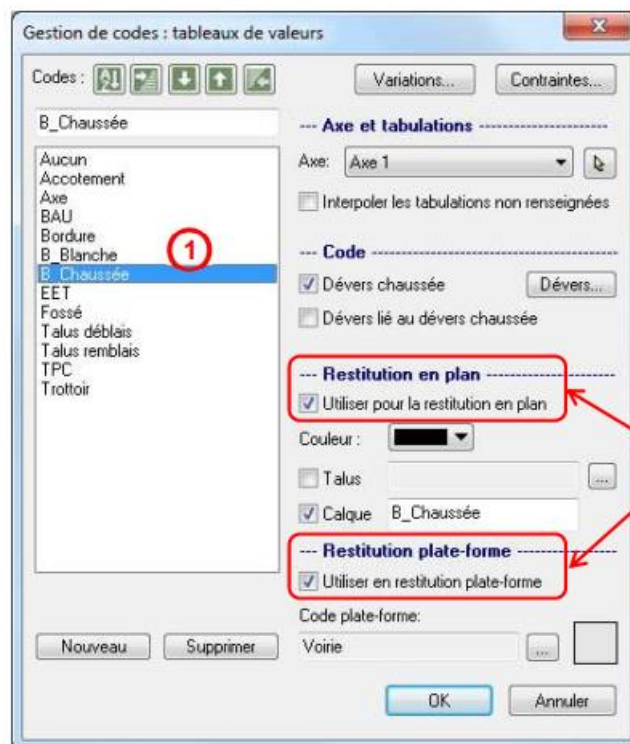 Gestion de codes : tableaux de valeurs
Codes :
Variations...
Contraintes...
B_Chaussée
Aucun
Accotement
Axe
BAU
Bordure
B_Blanche
B_Chaussée
EET
Fossé
Talus déblais
Talus remblais
TPC
Trottoir
1
Nouveau
Supprimer
--- Axe et tabulations ---
Axe: Axe 1
Interpoler les tabulations non renseignées
--- Code ---
Dévers chaussée
Dévers...
Dévers lié au dévers chaussée
--- Restitution en plan ---
Utiliser pour la restitution en plan
Couleur :
Talus
...
Calque B_Chaussée
--- Restitution plate-forme ---
Utiliser en restitution plate-forme
Code plate-forme:
Voirie
...
OK
Annuler